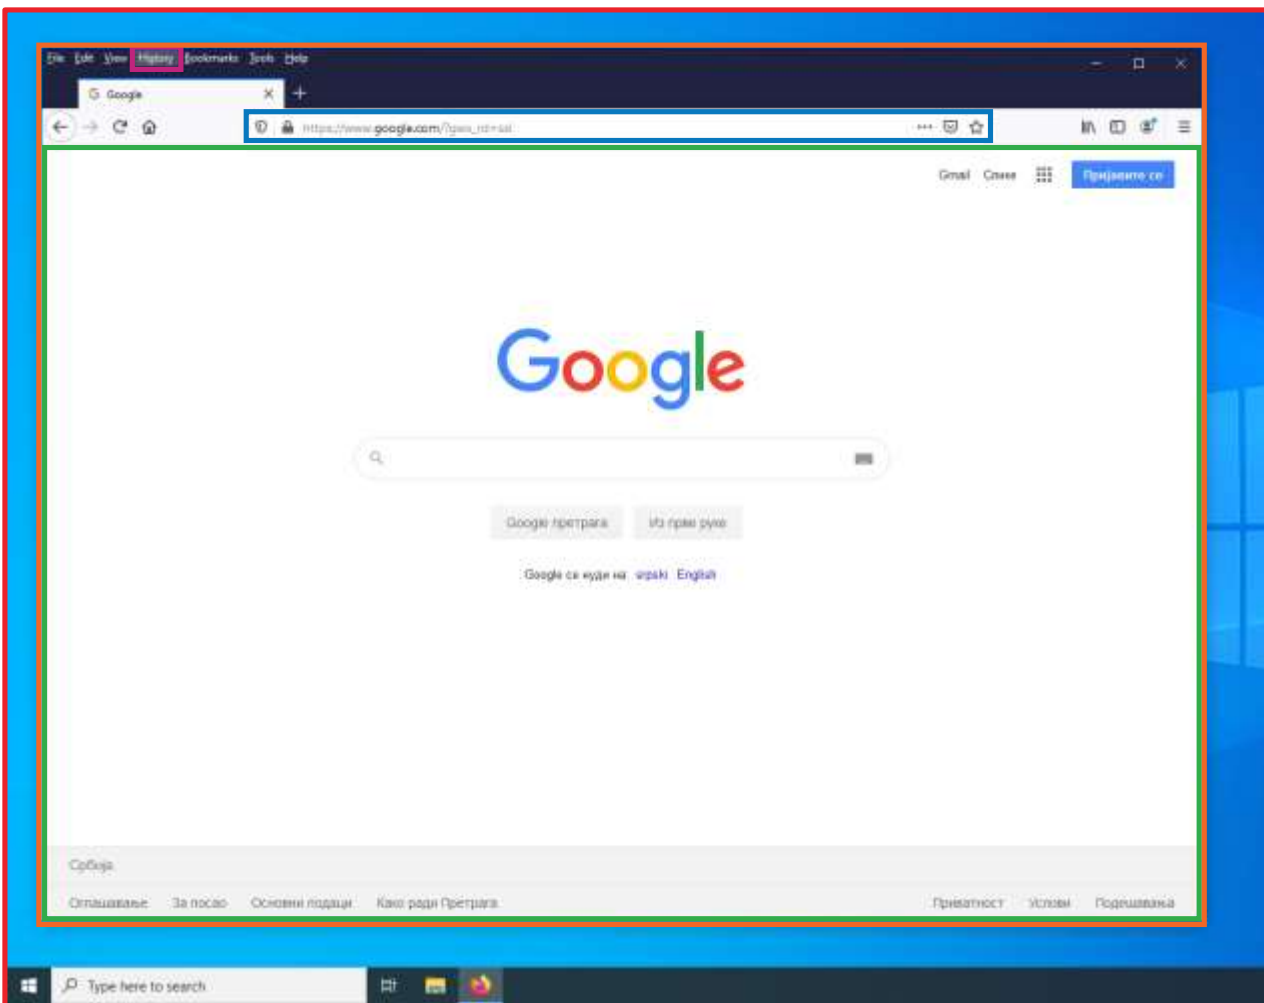 File Edit View History Bookmarks Tools Help
G Google
https://www.google.com/?gws_rd=ssl
Gmail Слике Пријавите се
Google
Google претрага Из прве руке
Google се нуди на: srpski English
Србија
Оглашавање За посао Основни подаци Како ради Претрага Приватност Услови Подешавања
Type here to search